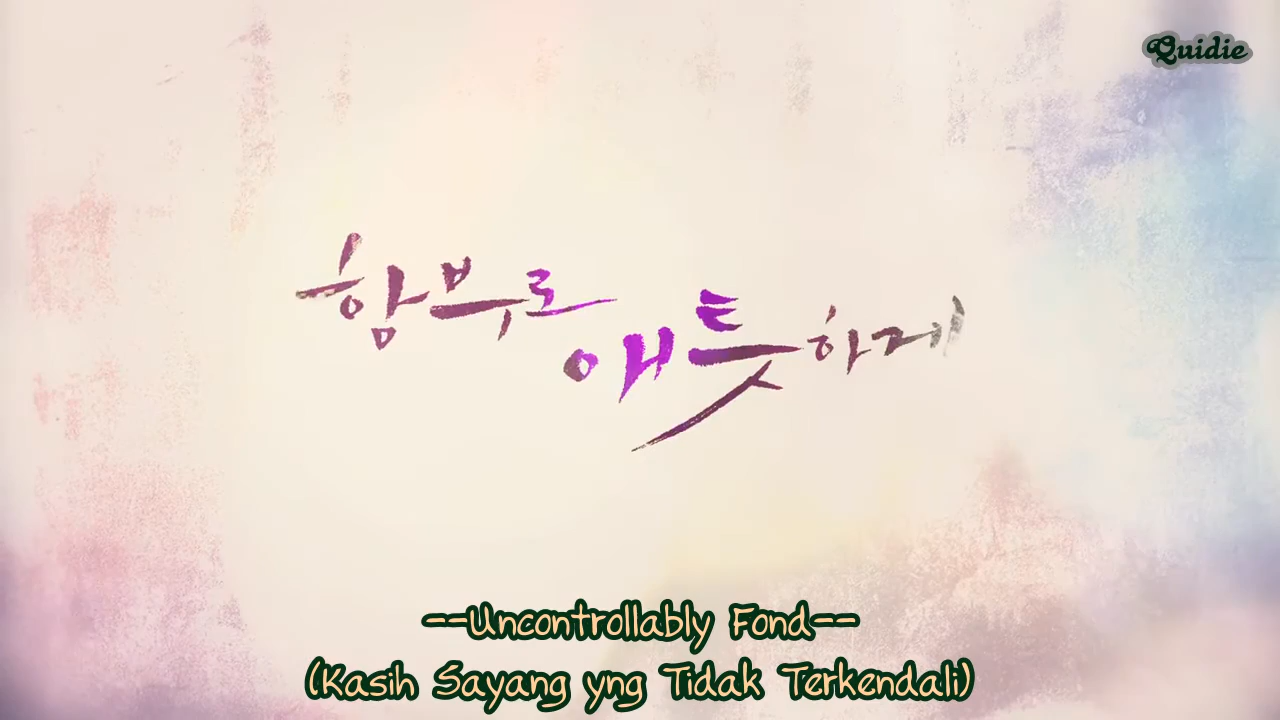 Quidie
함부로 애틋하게
--Uncontrollably Fond--
(Kasih Sayang yng Tidak Terkendali)